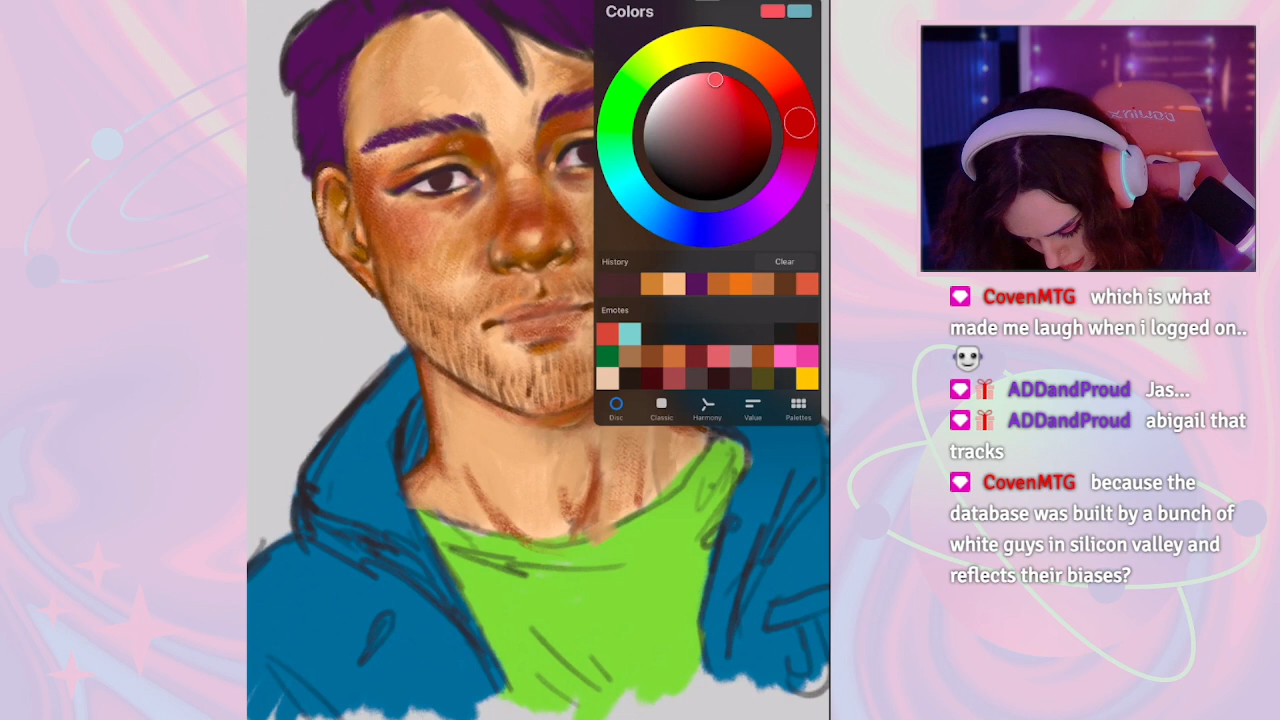 Colors
History
Clear
Emotes
Disc
Classic
Harmony
Value
Palettes
CovenMTG which is what
made me laugh when i logged on..
ADDandProud Jas...
ADDandProud abigail that
tracks
CovenMTG because the
database was built by a bunch of
white guys in silicon valley and
reflects their biases?